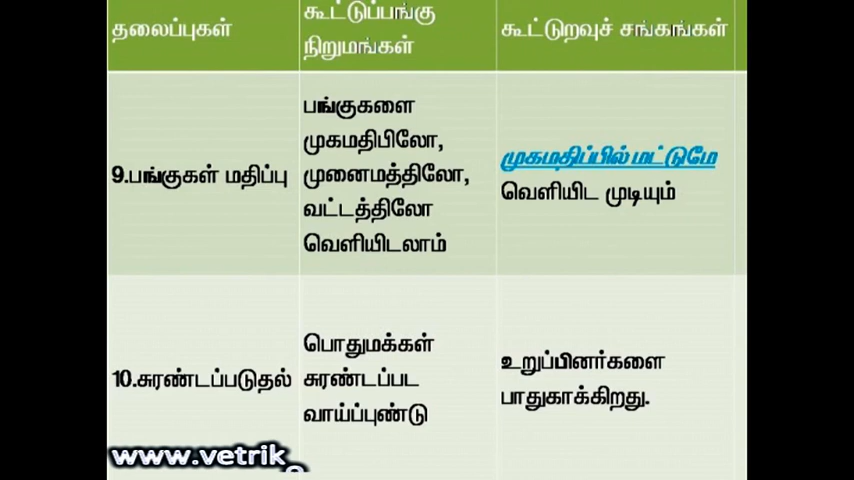 தலைப்புகள்
கூட்டுப்பங்கு
நிறுமங்கள்
கூட்டுறவுச் சங்கங்கள்
9.பங்குகள் மதிப்பு
பங்குகளை
முகமதிபிலோ,
முனைமத்திலோ,
வட்டத்திலோ
வெளியிடலாம்
முகமதிப்பில் மட்டுமே
வெளியிட முடியும்
10.சுரண்டப்படுதல்
பொதுமக்கள்
சுரண்டப்பட
வாய்ப்புண்டு
உறுப்பினர்களை
பாதுகாக்கிறது.
www.vetrik